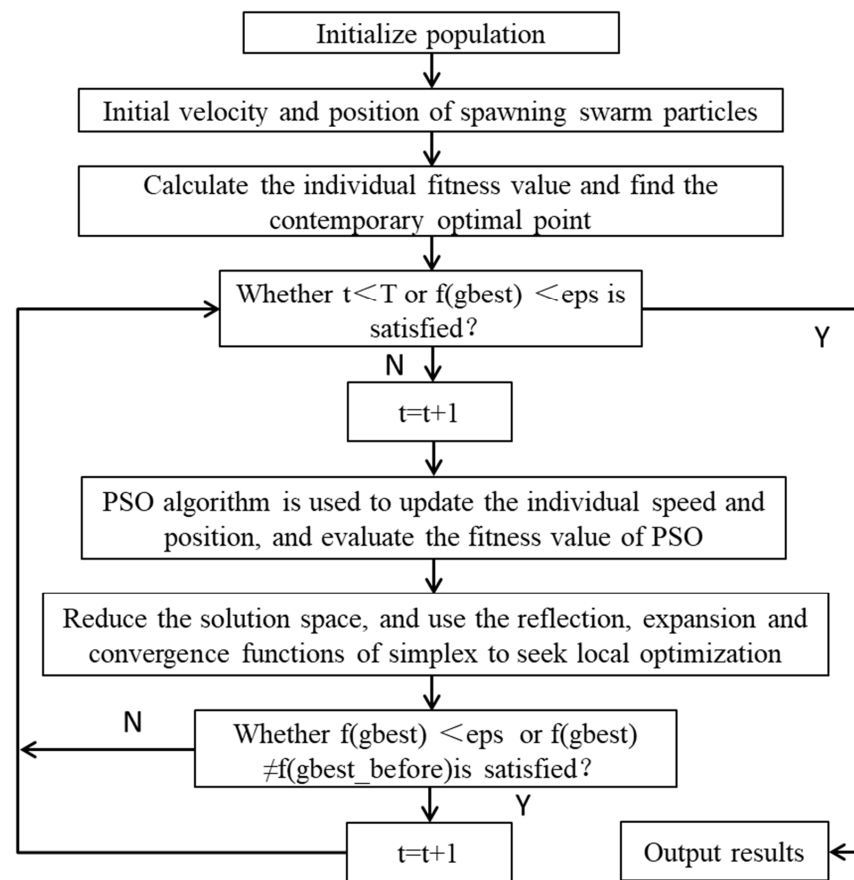 Initialize population
Initial velocity and position of spawning swarm particles
Calculate the individual fitness value and find the
contemporary optimal point
Whether t<T or f(gbest) <eps is
satisfied?
Y
N
t=t+1
PSO algorithm is used to update the individual speed and
position, and evaluate the fitness value of PSO
Reduce the solution space, and use the reflection, expansion and
convergence functions of simplex to seek local optimization
N
Whether f(gbest) <eps or f(gbest)
≠f(gbest_before)is satisfied?
Y
t=t+1
Output results